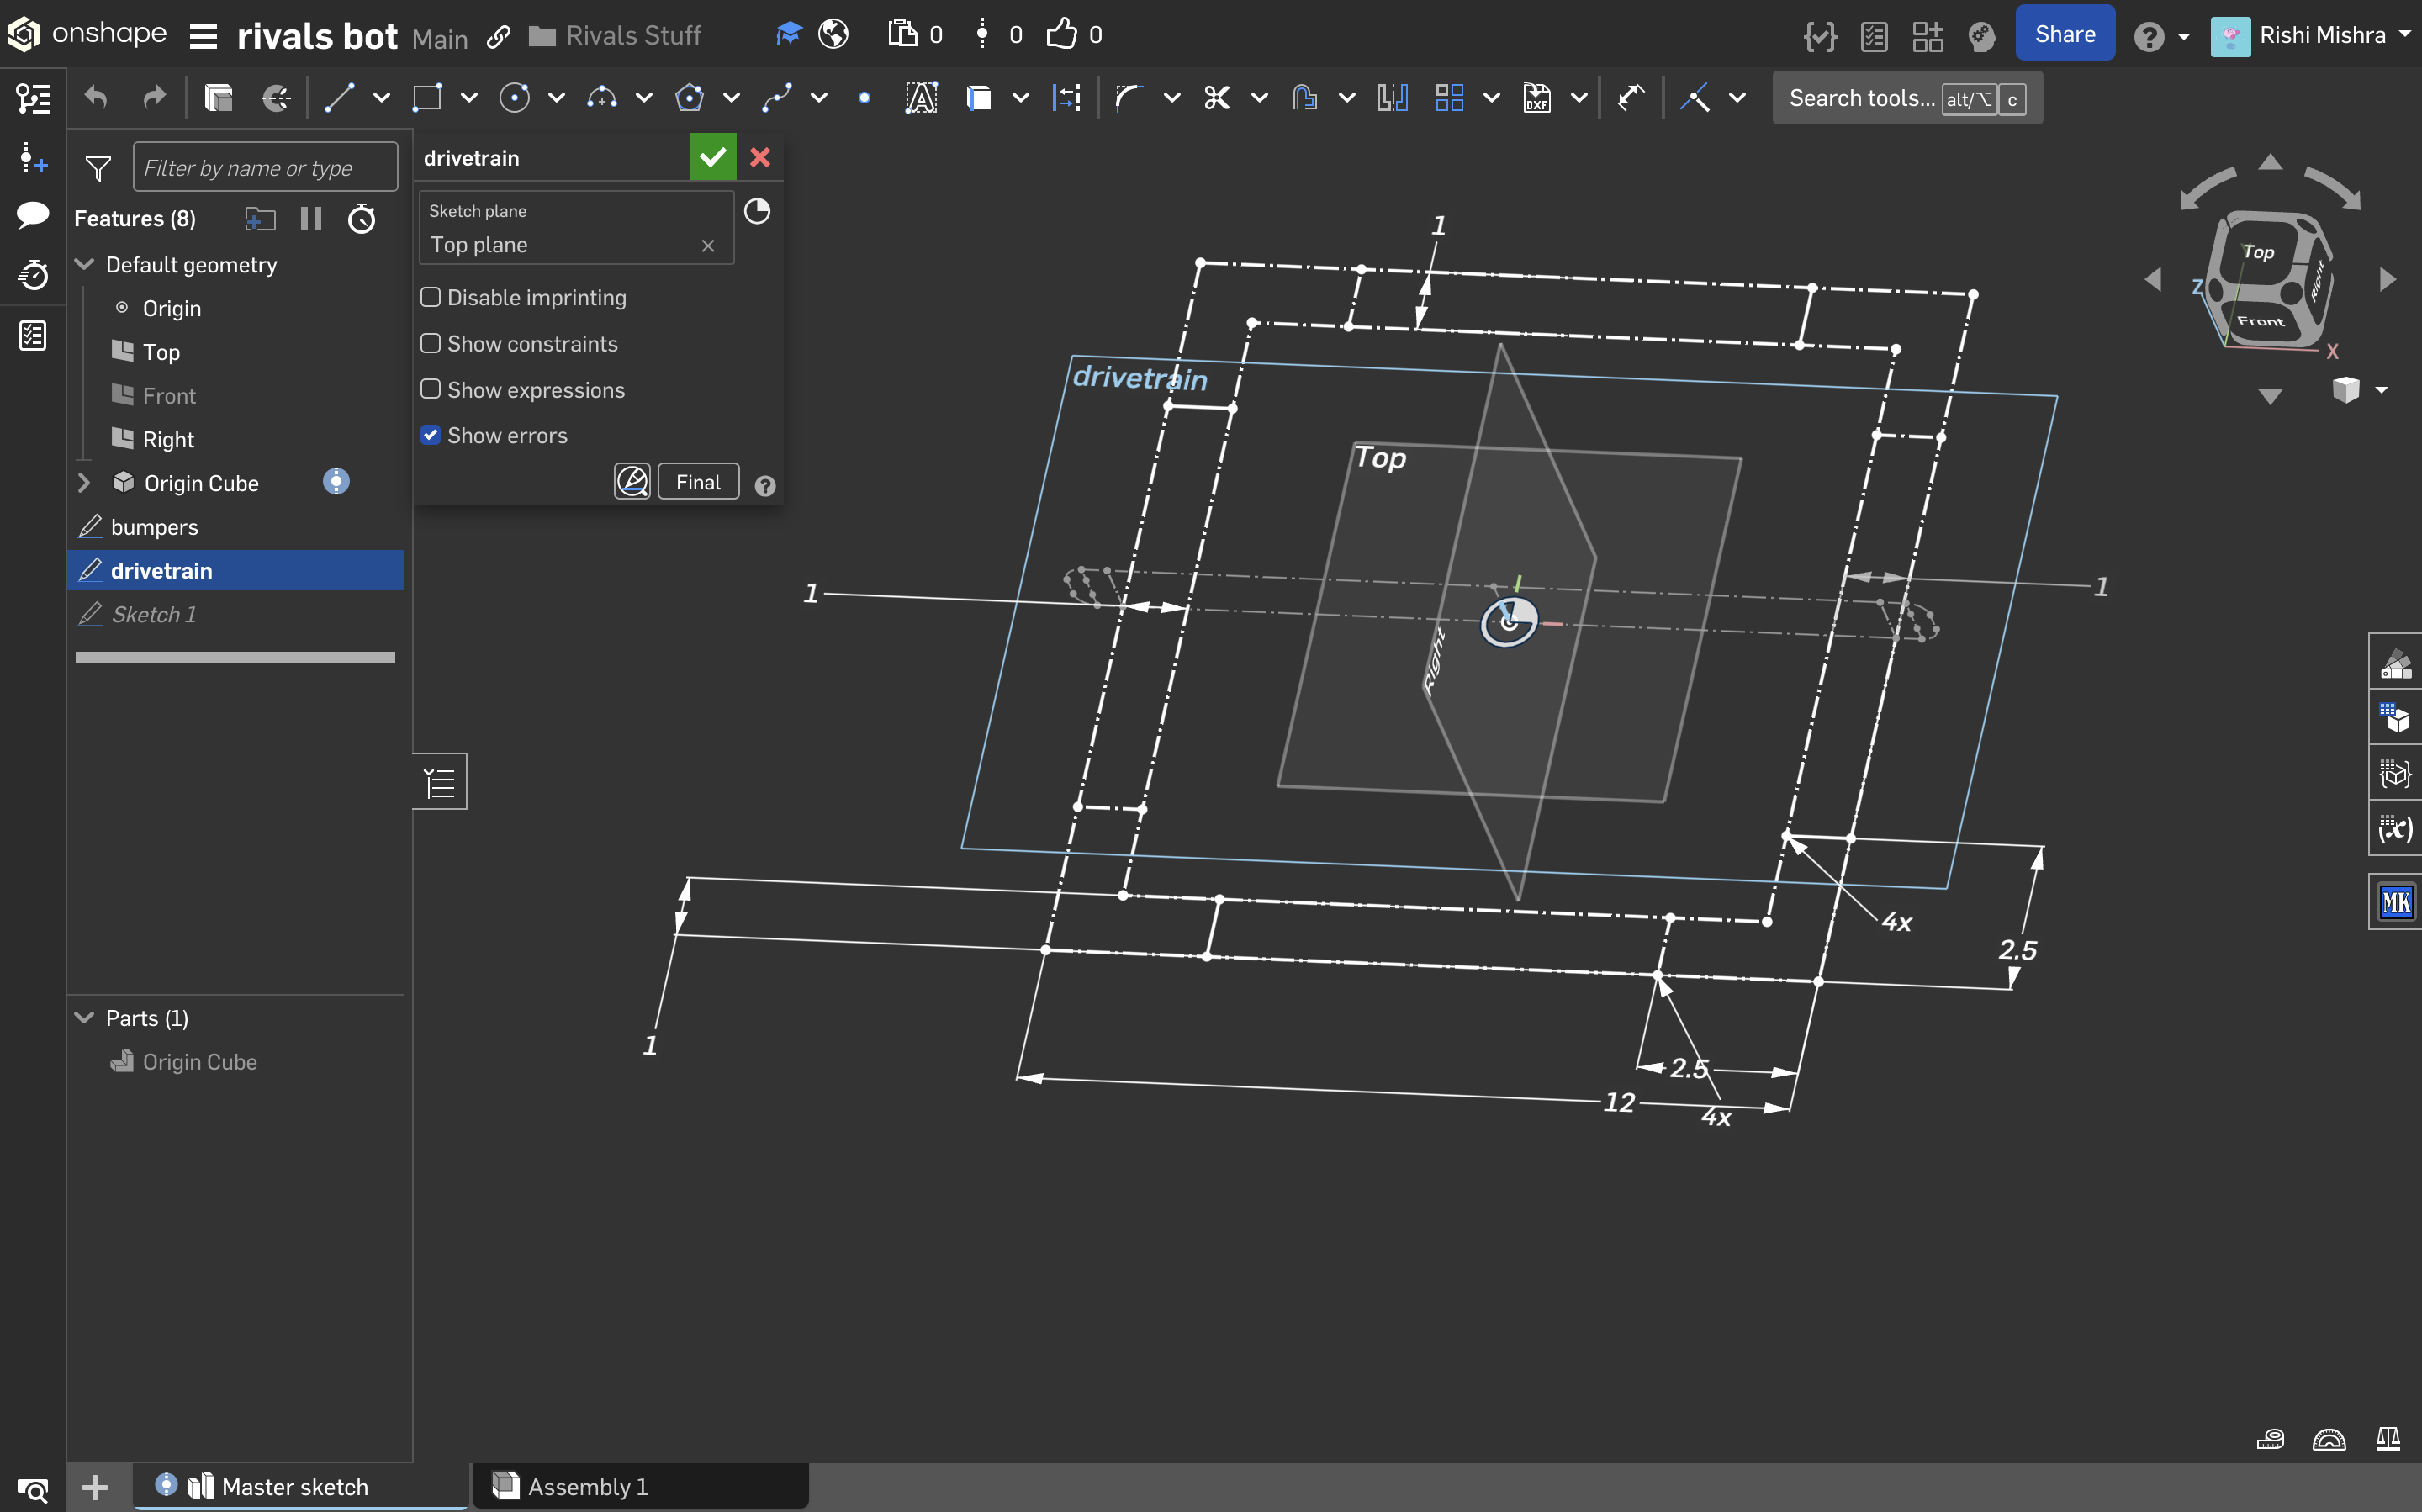 onshape rivals bot Main Rivals Stuff 0 0 0 Share Rishi Mishra
DXF Search tools... alt/⌥ c
Filter by name or type
Features (8)
Default geometry
Origin
Top
Front
Right
Origin Cube
bumpers
drivetrain
Sketch 1
Parts (1)
Origin Cube
drivetrain
Sketch plane
Top plane
Disable imprinting
Show constraints
Show expressions
Show errors
Final
1
drivetrain
Top
Right
1
1
4x
2.5
1
2.5
12
4x
Top
Right
Front
Z
X
(x)
MK
Master sketch Assembly 1